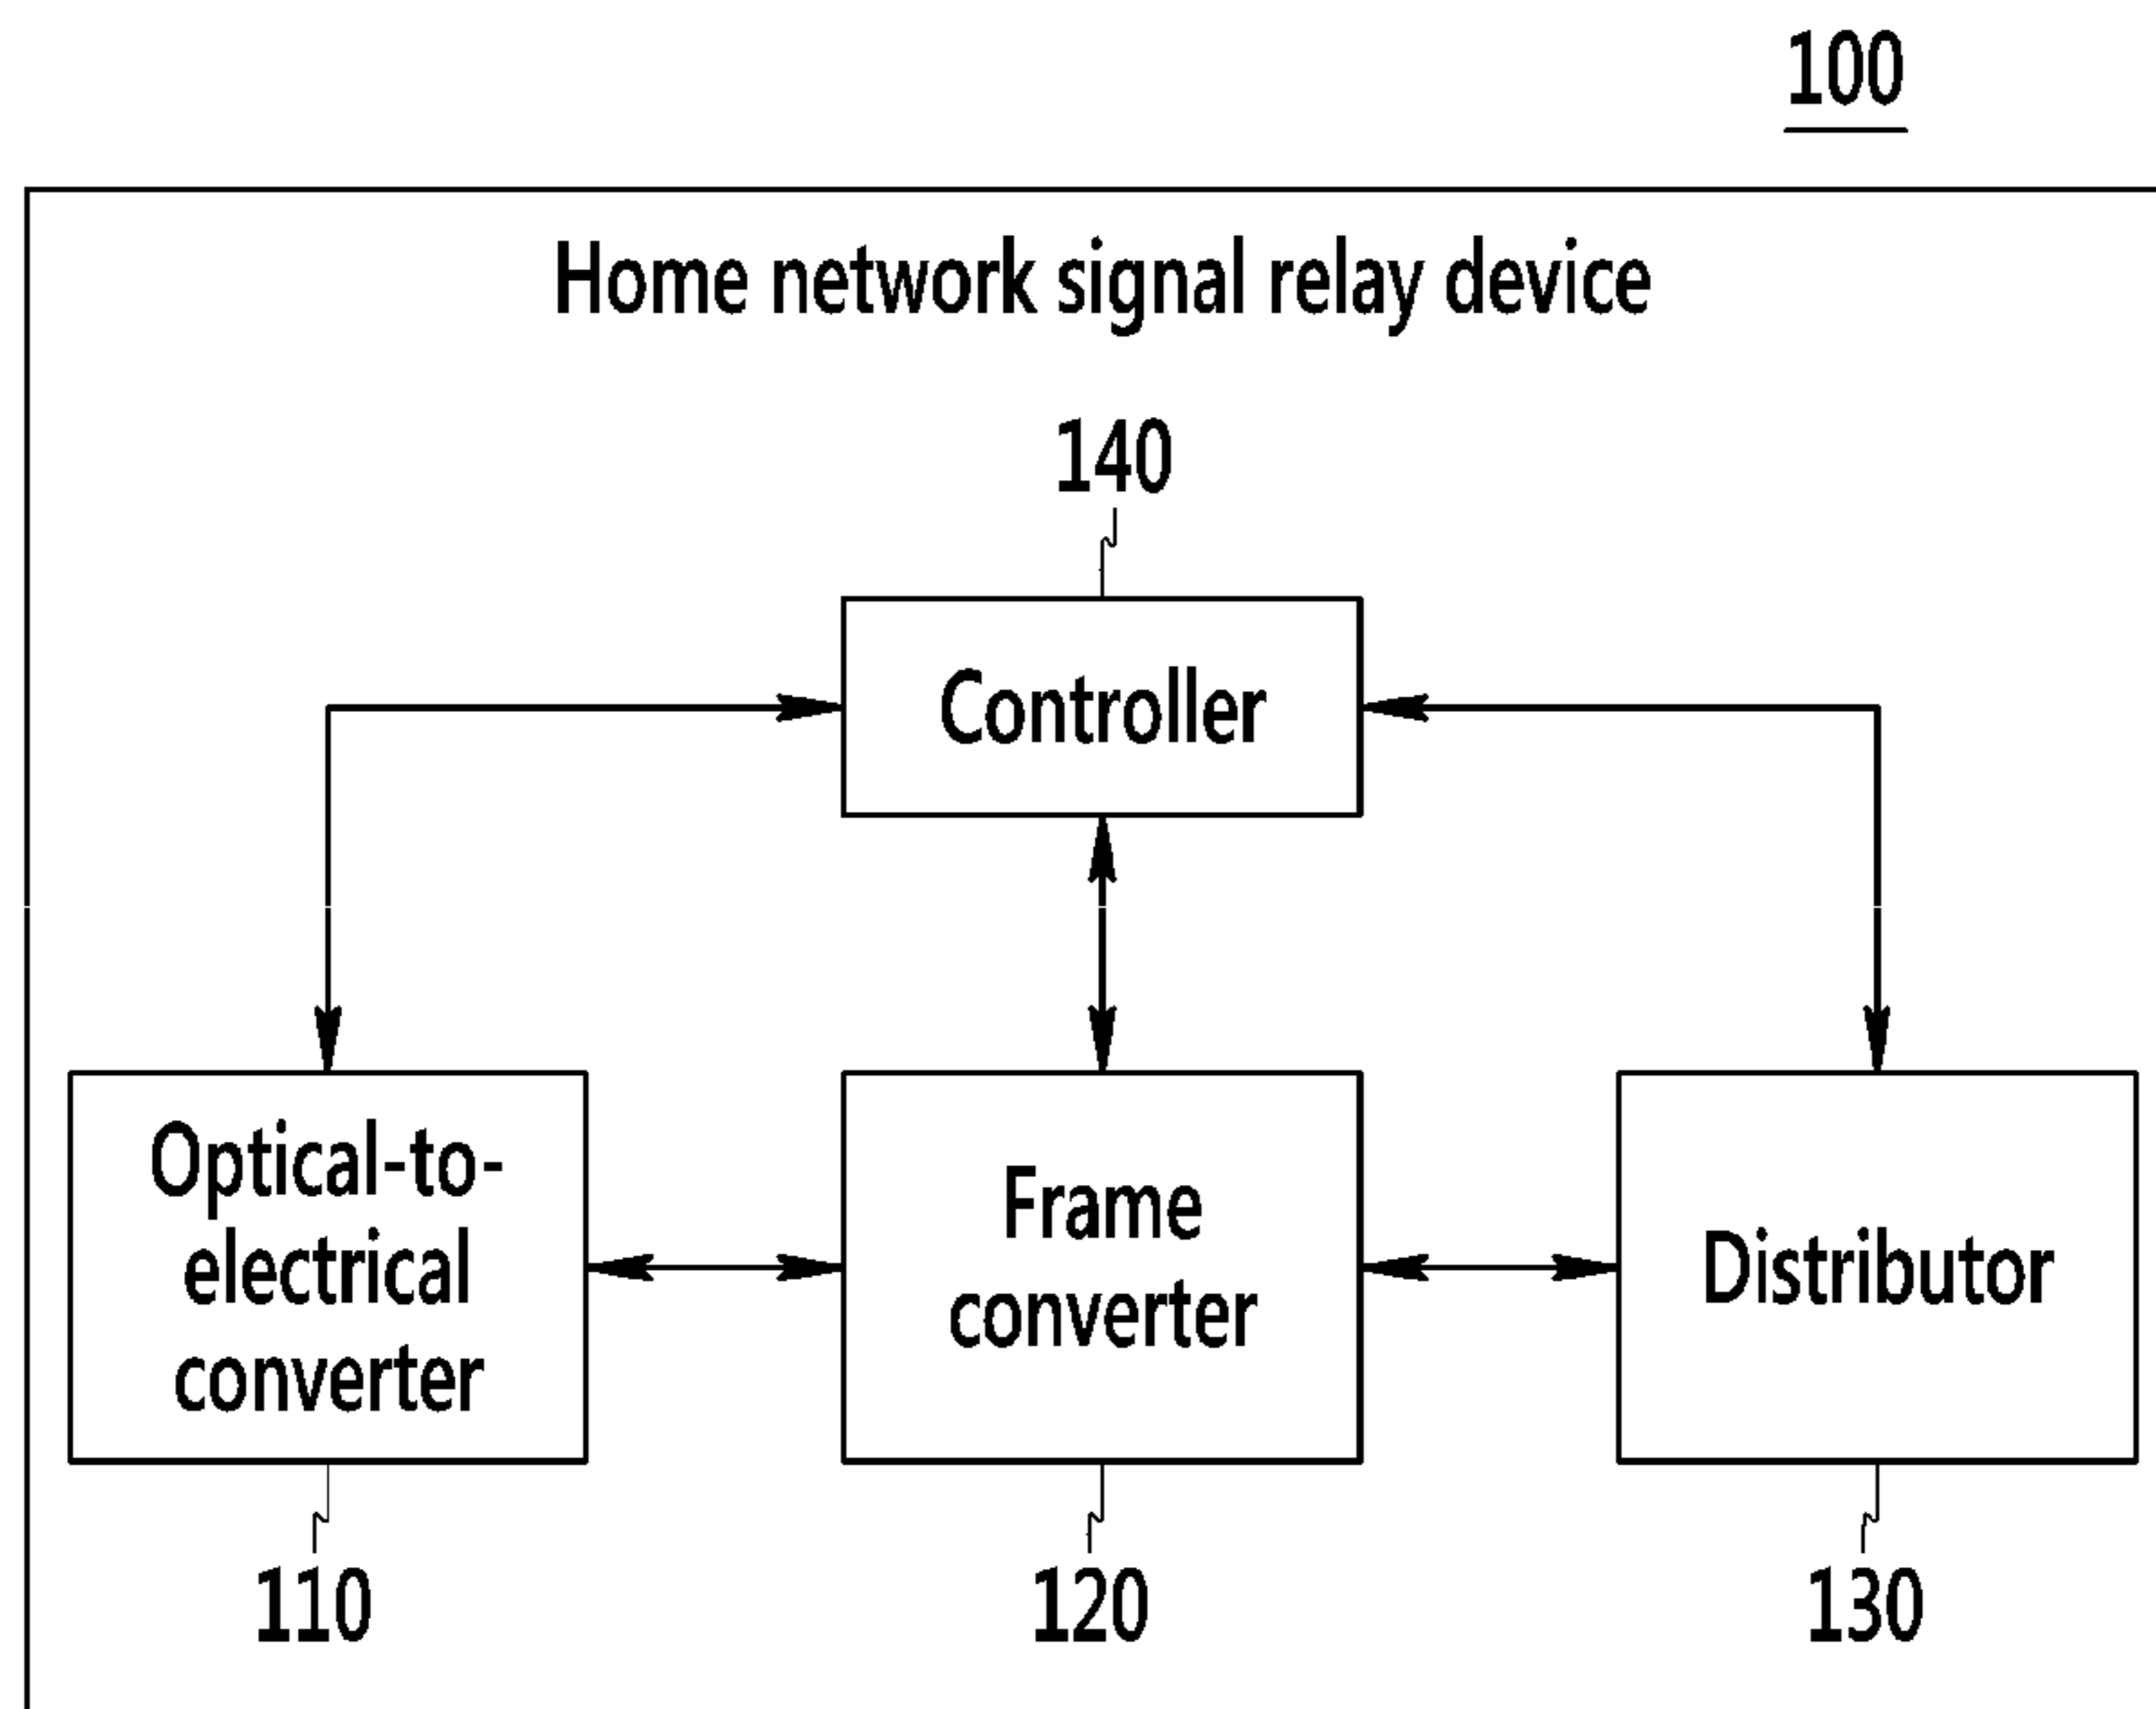 100
Home network signal relay device
140
Controller
Optical-to-
electrical
converter
Frame
converter
Distributor
110
120
130